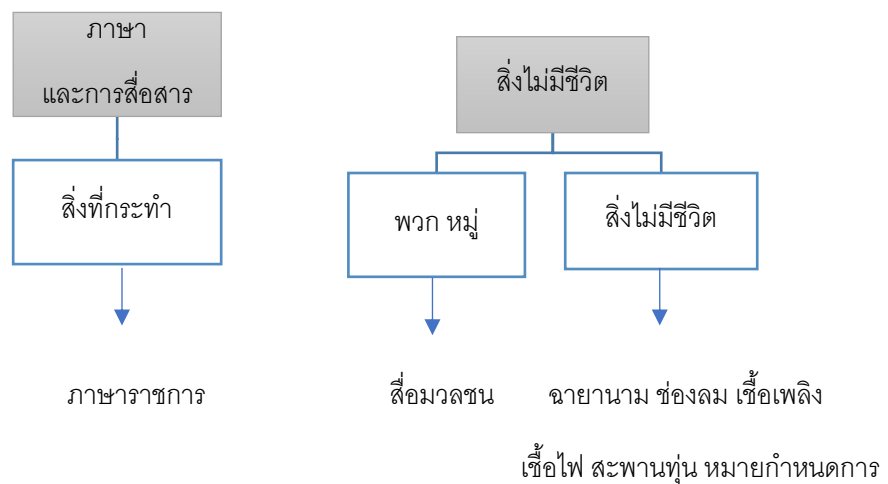 ภาษา
และการสื่อสาร
สิ่งที่กระทำ
ภาษาราชการ
สิ่งไม่มีชีวิต
พวก หมู่
สิ่งไม่มีชีวิต
สื่อมวลชน
ฉายานาม ช่องลม เชื้อเพลิง
เชื้อไฟ สะพานทุ่น หมายกำหนดการ